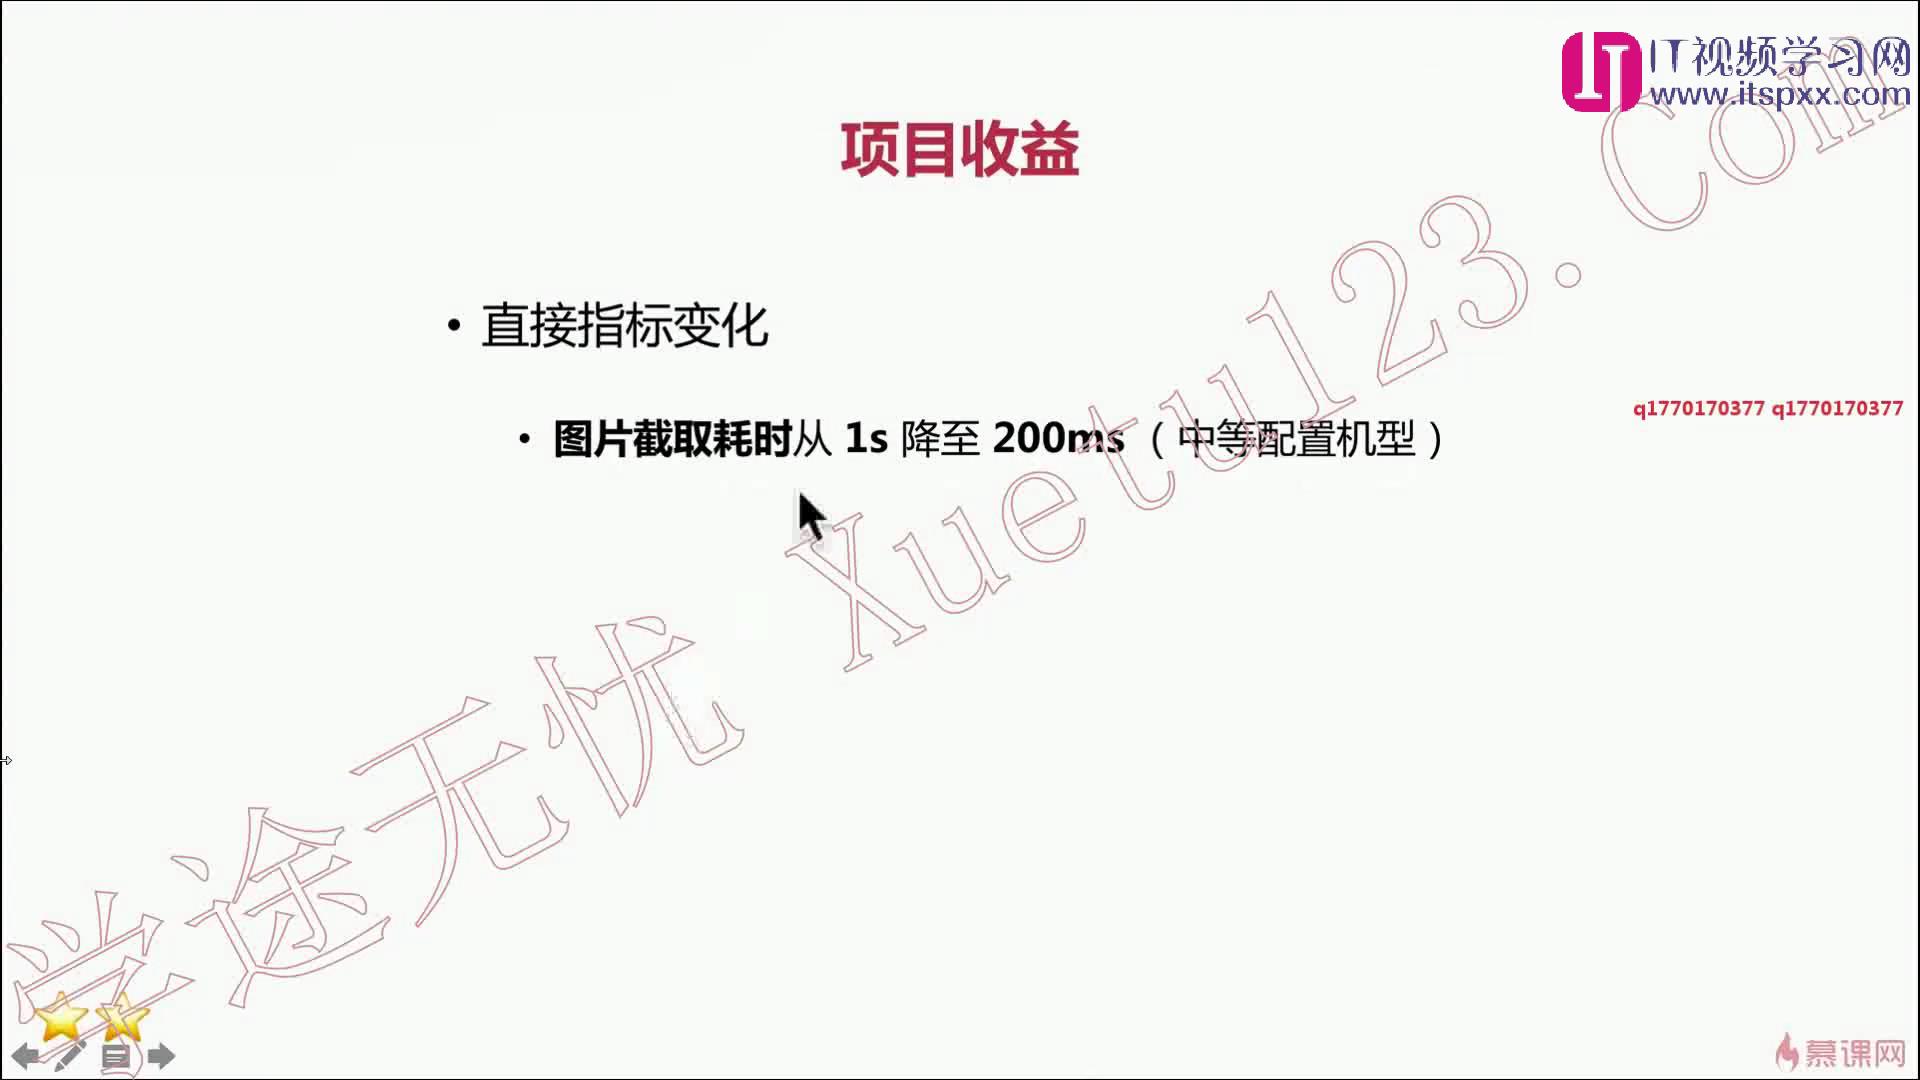 IT视频学习网
www.itspxx.com
项目收益
• 直接指标变化
q1770170377 q1770170377
• 图片截取耗时从 1s 降至 200ms（中等配置机型）
学途无忧 Xuetu123.Com
慕课网